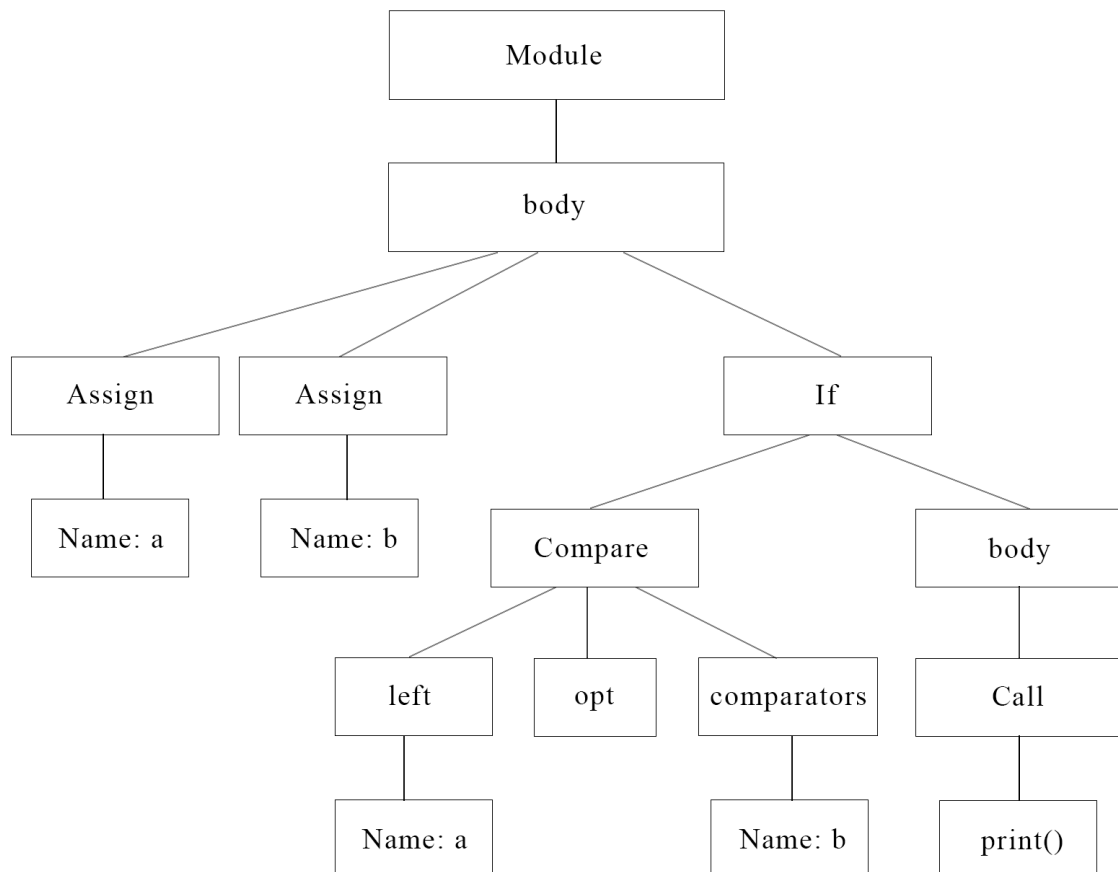 Module
body
Assign
Assign
If
Name: a
Name: b
Compare
body
left
opt
comparators
Call
Name: a
Name: b
print()